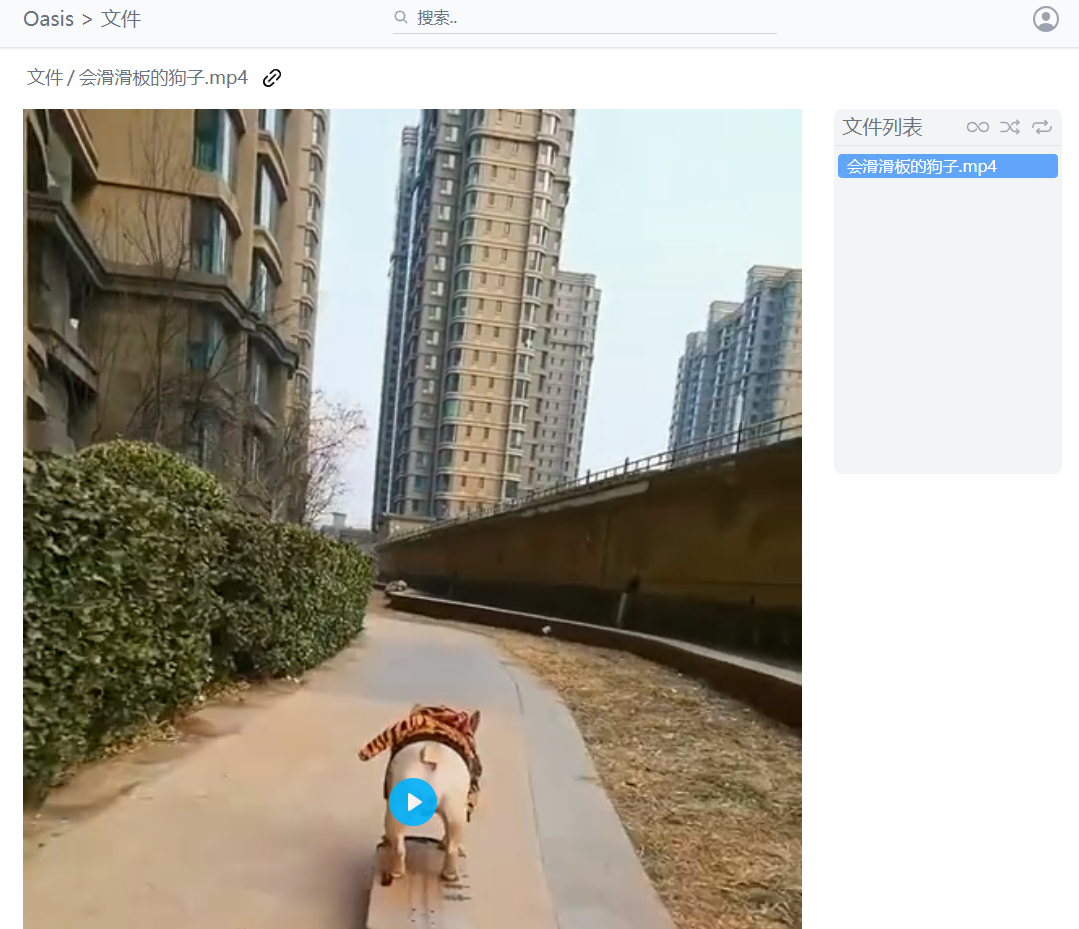 Oasis > 文件
搜索..
文件 / 会滑滑板的狗子.mp4
文件列表
会滑滑板的狗子.mp4